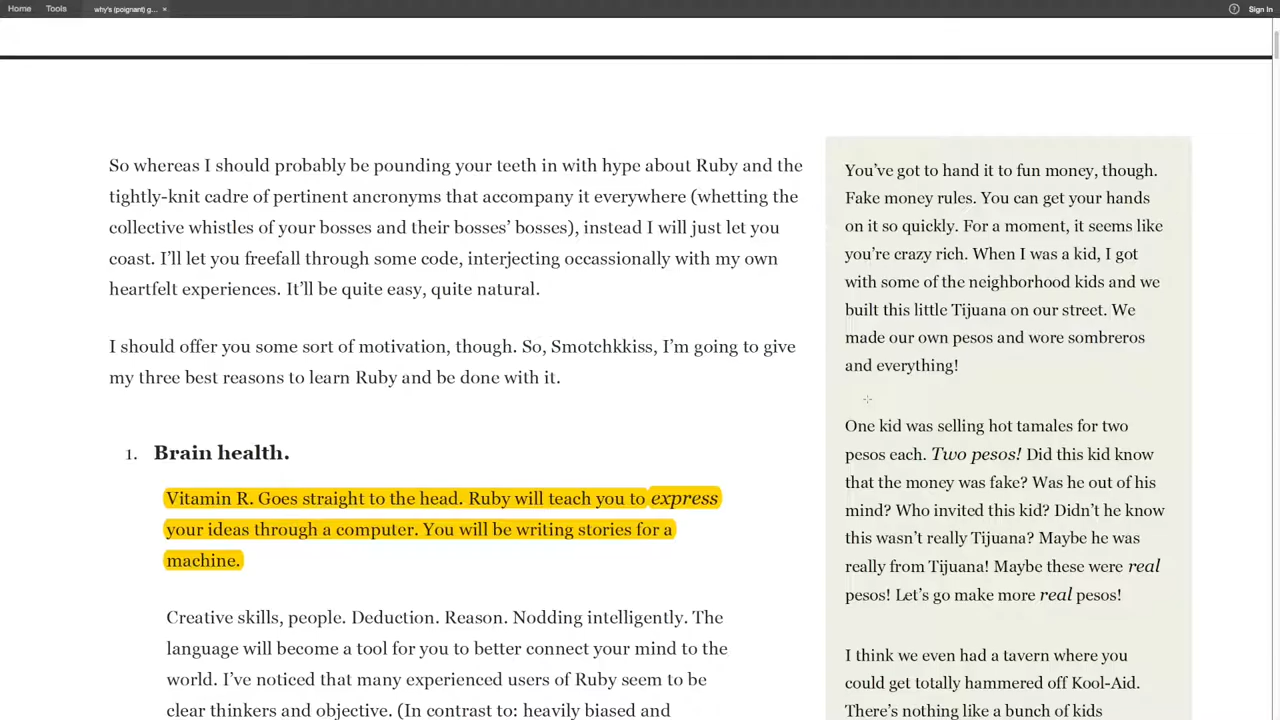 Home Tools why's (poignant) g... × ? Sign In
So whereas I should probably be pounding your teeth in with hype about Ruby and the
tightly-knit cadre of pertinent ancronyms that accompany it everywhere (whetting the
collective whistles of your bosses and their bosses' bosses), instead I will just let you
coast. I'll let you freefall through some code, interjecting occassionally with my own
heartfelt experiences. It'll be quite easy, quite natural.
I should offer you some sort of motivation, though. So, Smotchkkiss, I'm going to give
my three best reasons to learn Ruby and be done with it.
1. Brain health.
Vitamin R. Goes straight to the head. Ruby will teach you to express
your ideas through a computer. You will be writing stories for a
machine.
Creative skills, people. Deduction. Reason. Nodding intelligently. The
language will become a tool for you to better connect your mind to the
world. I've noticed that many experienced users of Ruby seem to be
clear thinkers and objective. (In contrast to: heavily biased and
You've got to hand it to fun money, though.
Fake money rules. You can get your hands
on it so quickly. For a moment, it seems like
you're crazy rich. When I was a kid, I got
with some of the neighborhood kids and we
built this little Tijuana on our street. We
made our own pesos and wore sombreros
and everything!
One kid was selling hot tamales for two
pesos each. Two pesos! Did this kid know
that the money was fake? Was he out of his
mind? Who invited this kid? Didn't he know
this wasn't really Tijuana? Maybe he was
really from Tijuana! Maybe these were real
pesos! Let's go make more real pesos!
I think we even had a tavern where you
could get totally hammered off Kool-Aid.
There's nothing like a bunch of kids